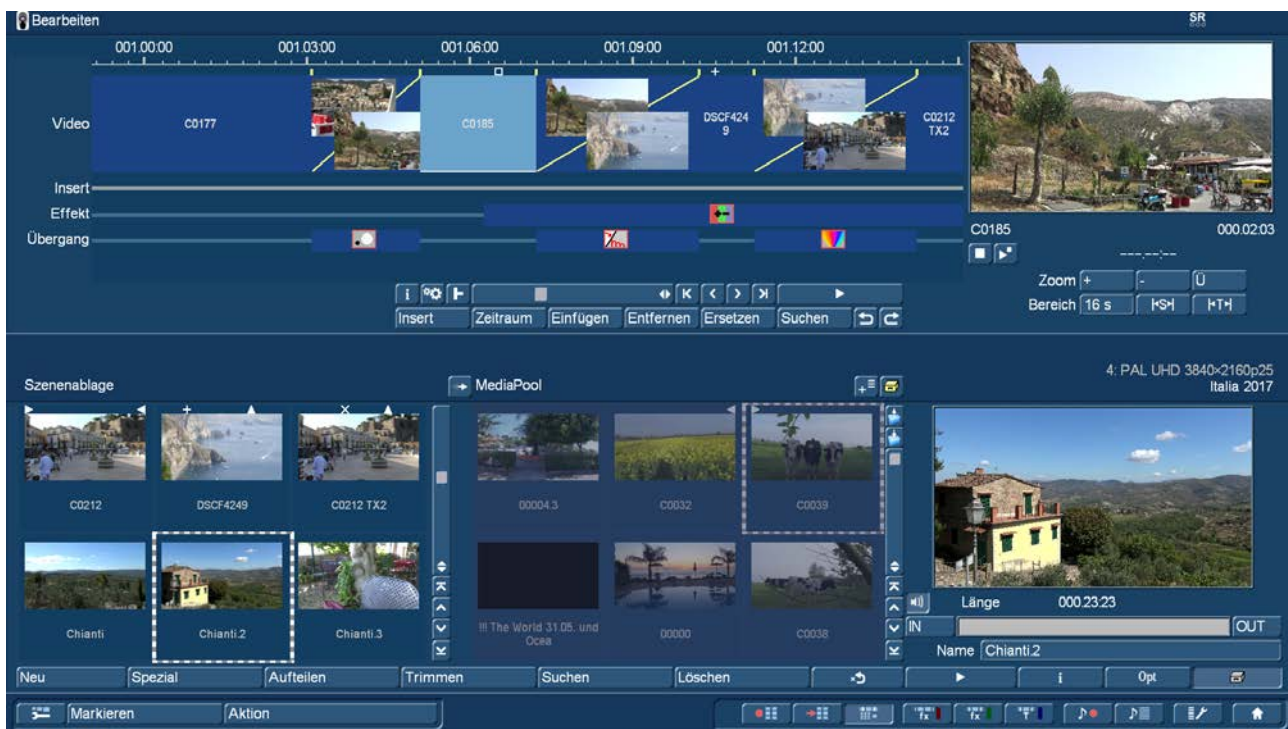 Bearbeiten
SR
001.00:00 001.03:00 001.06:00 001.09:00 001.12:00
Video
C0177
C0185
DSCF424
9
C0212
TX2
Insert
Effekt
Übergang
C0185 000.02:03
---.--:--
Zoom + - Ü
Bereich 16 s |◂S▸| |◂T▸|
i
Insert Zeitraum Einfügen Entfernen Ersetzen Suchen
4: PAL UHD 3840×2160p25
Italia 2017
Szenenablage
MediaPool
C0212 DSCF4249 C0212 TX2
00004.3 C0032 C0039
Chianti Chianti.2 Chianti.3
!!! The World 31.05. und
Ocea
00000 C0038
Länge 000.23:23
IN OUT
Name Chianti.2
Neu Spezial Aufteilen Trimmen Suchen Löschen i Opt
Markieren Aktion fx fx T